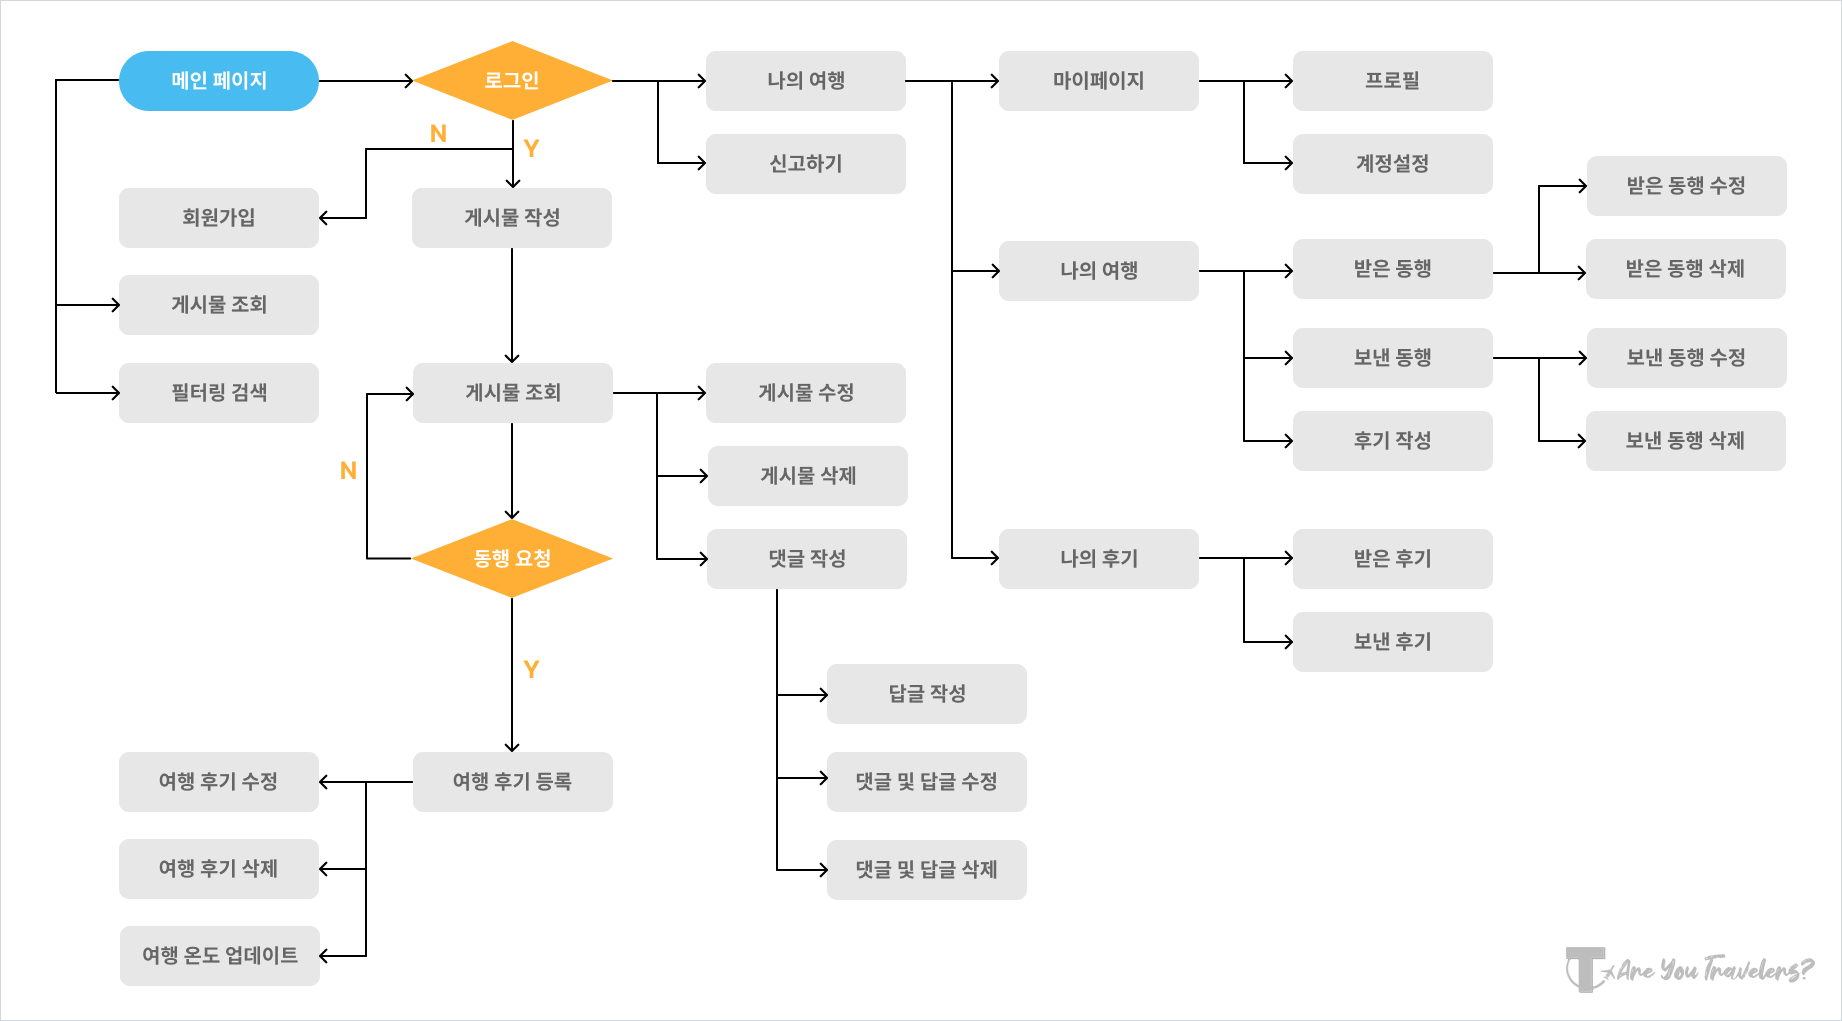 메인 페이지
로그인
나의 여행
마이페이지
프로필
N
Y
신고하기
계정설정
받은 동행 수정
회원가입
게시물 작성
나의 여행
받은 동행
받은 동행 삭제
게시물 조회
보낸 동행
보낸 동행 수정
필터링 검색
게시물 조회
게시물 수정
후기 작성
보낸 동행 삭제
N
게시물 삭제
동행 요청
댓글 작성
나의 후기
받은 후기
보낸 후기
Y
답글 작성
여행 후기 수정
여행 후기 등록
댓글 및 답글 수정
여행 후기 삭제
댓글 및 답글 삭제
여행 온도 업데이트
T Are You Travelers?